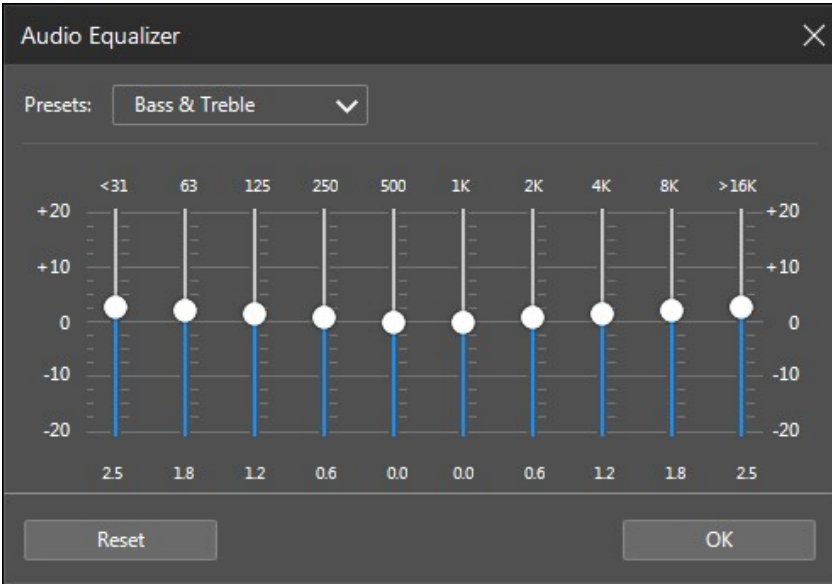 Audio Equalizer
Presets: Bass & Treble
<31 63 125 250 500 1K 2K 4K 8K >16K
+20 +20
+10 +10
0 0
-10 -10
-20 -20
2.5 1.8 1.2 0.6 0.0 0.0 0.6 1.2 1.8 2.5
Reset OK